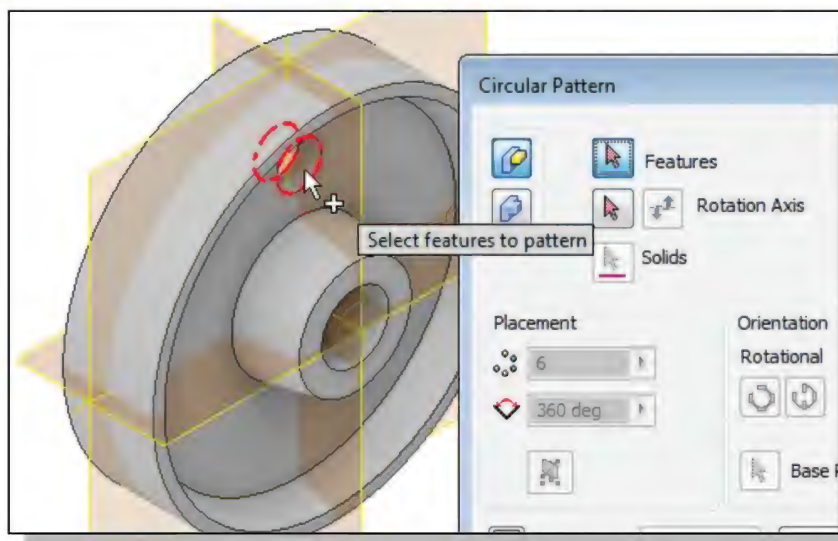 Circular Pattern
Features
Rotation Axis
Select features to pattern
Solids
Placement
Orientation
6
Rotational
360 deg
Base